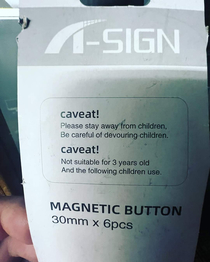 A-SIGN
caveat!
Please stay away from children,
Be careful of devouring children.
caveat!
Not suitable for 3 years old
And the following children use.
MAGNETIC BUTTON
30mm x 6pcs